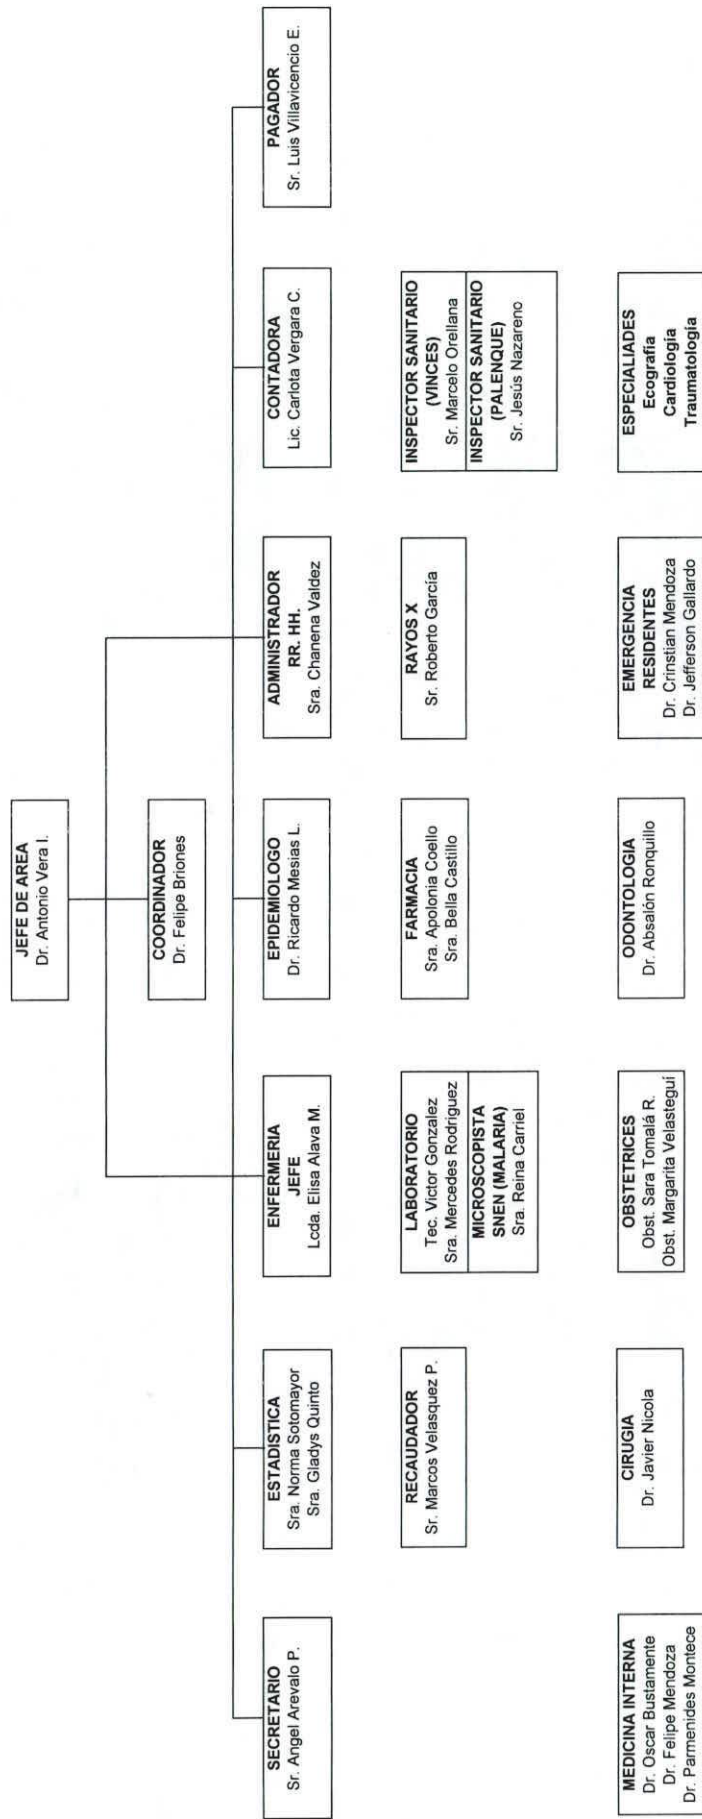 JEFE DE AREA
Dr. Antonio Vera I.
COORDINADOR
Dr. Felipe Briones
SECRETARIO
Sr. Angel Arevalo P.
ESTADISTICA
Sra. Norma Sotomayor
Sra. Gladys Quinto
ENFERMERIA
JEFE
Lcda. Elisa Alava M.
EPIDEMIOLOGO
Dr. Ricardo Mesias L.
ADMINISTRADOR
RR. HH.
Sra. Chanena Valdez
CONTADORA
Lic. Carlota Vergara C.
PAGADOR
Sr. Luis Villavicencio E.
RECAUDADOR
Sr. Marcos Velasquez P.
LABORATORIO
Tec. Victor Gonzalez
Sra. Mercedes Rodriguez
MICROSCOPISTA
SNEN (MALARIA)
Sra. Reina Carriel
FARMACIA
Sra. Apolonia Coello
Sra. Bella Castillo
RAYOS X
Sr. Roberto García
INSPECTOR SANITARIO
(VINCES)
Sr. Marcelo Orellana
INSPECTOR SANITARIO
(PALENQUE)
Sr. Jesús Nazareno
MEDICINA INTERNA
Dr. Oscar Bustamente
Dr. Felipe Mendoza
Dr. Parmenides Montece
CIRUGIA
Dr. Javier Nicola
OBSTETRICES
Obst. Sara Tomalá R.
Obst. Margarita Velastegui
ODONTOLOGIA
Dr. Absalón Ronquillo
EMERGENCIA
RESIDENTES
Dr. Crinstian Mendoza
Dr. Jefferson Gallardo
ESPECIALIADES
Ecografia
Cardiología
Traumatología